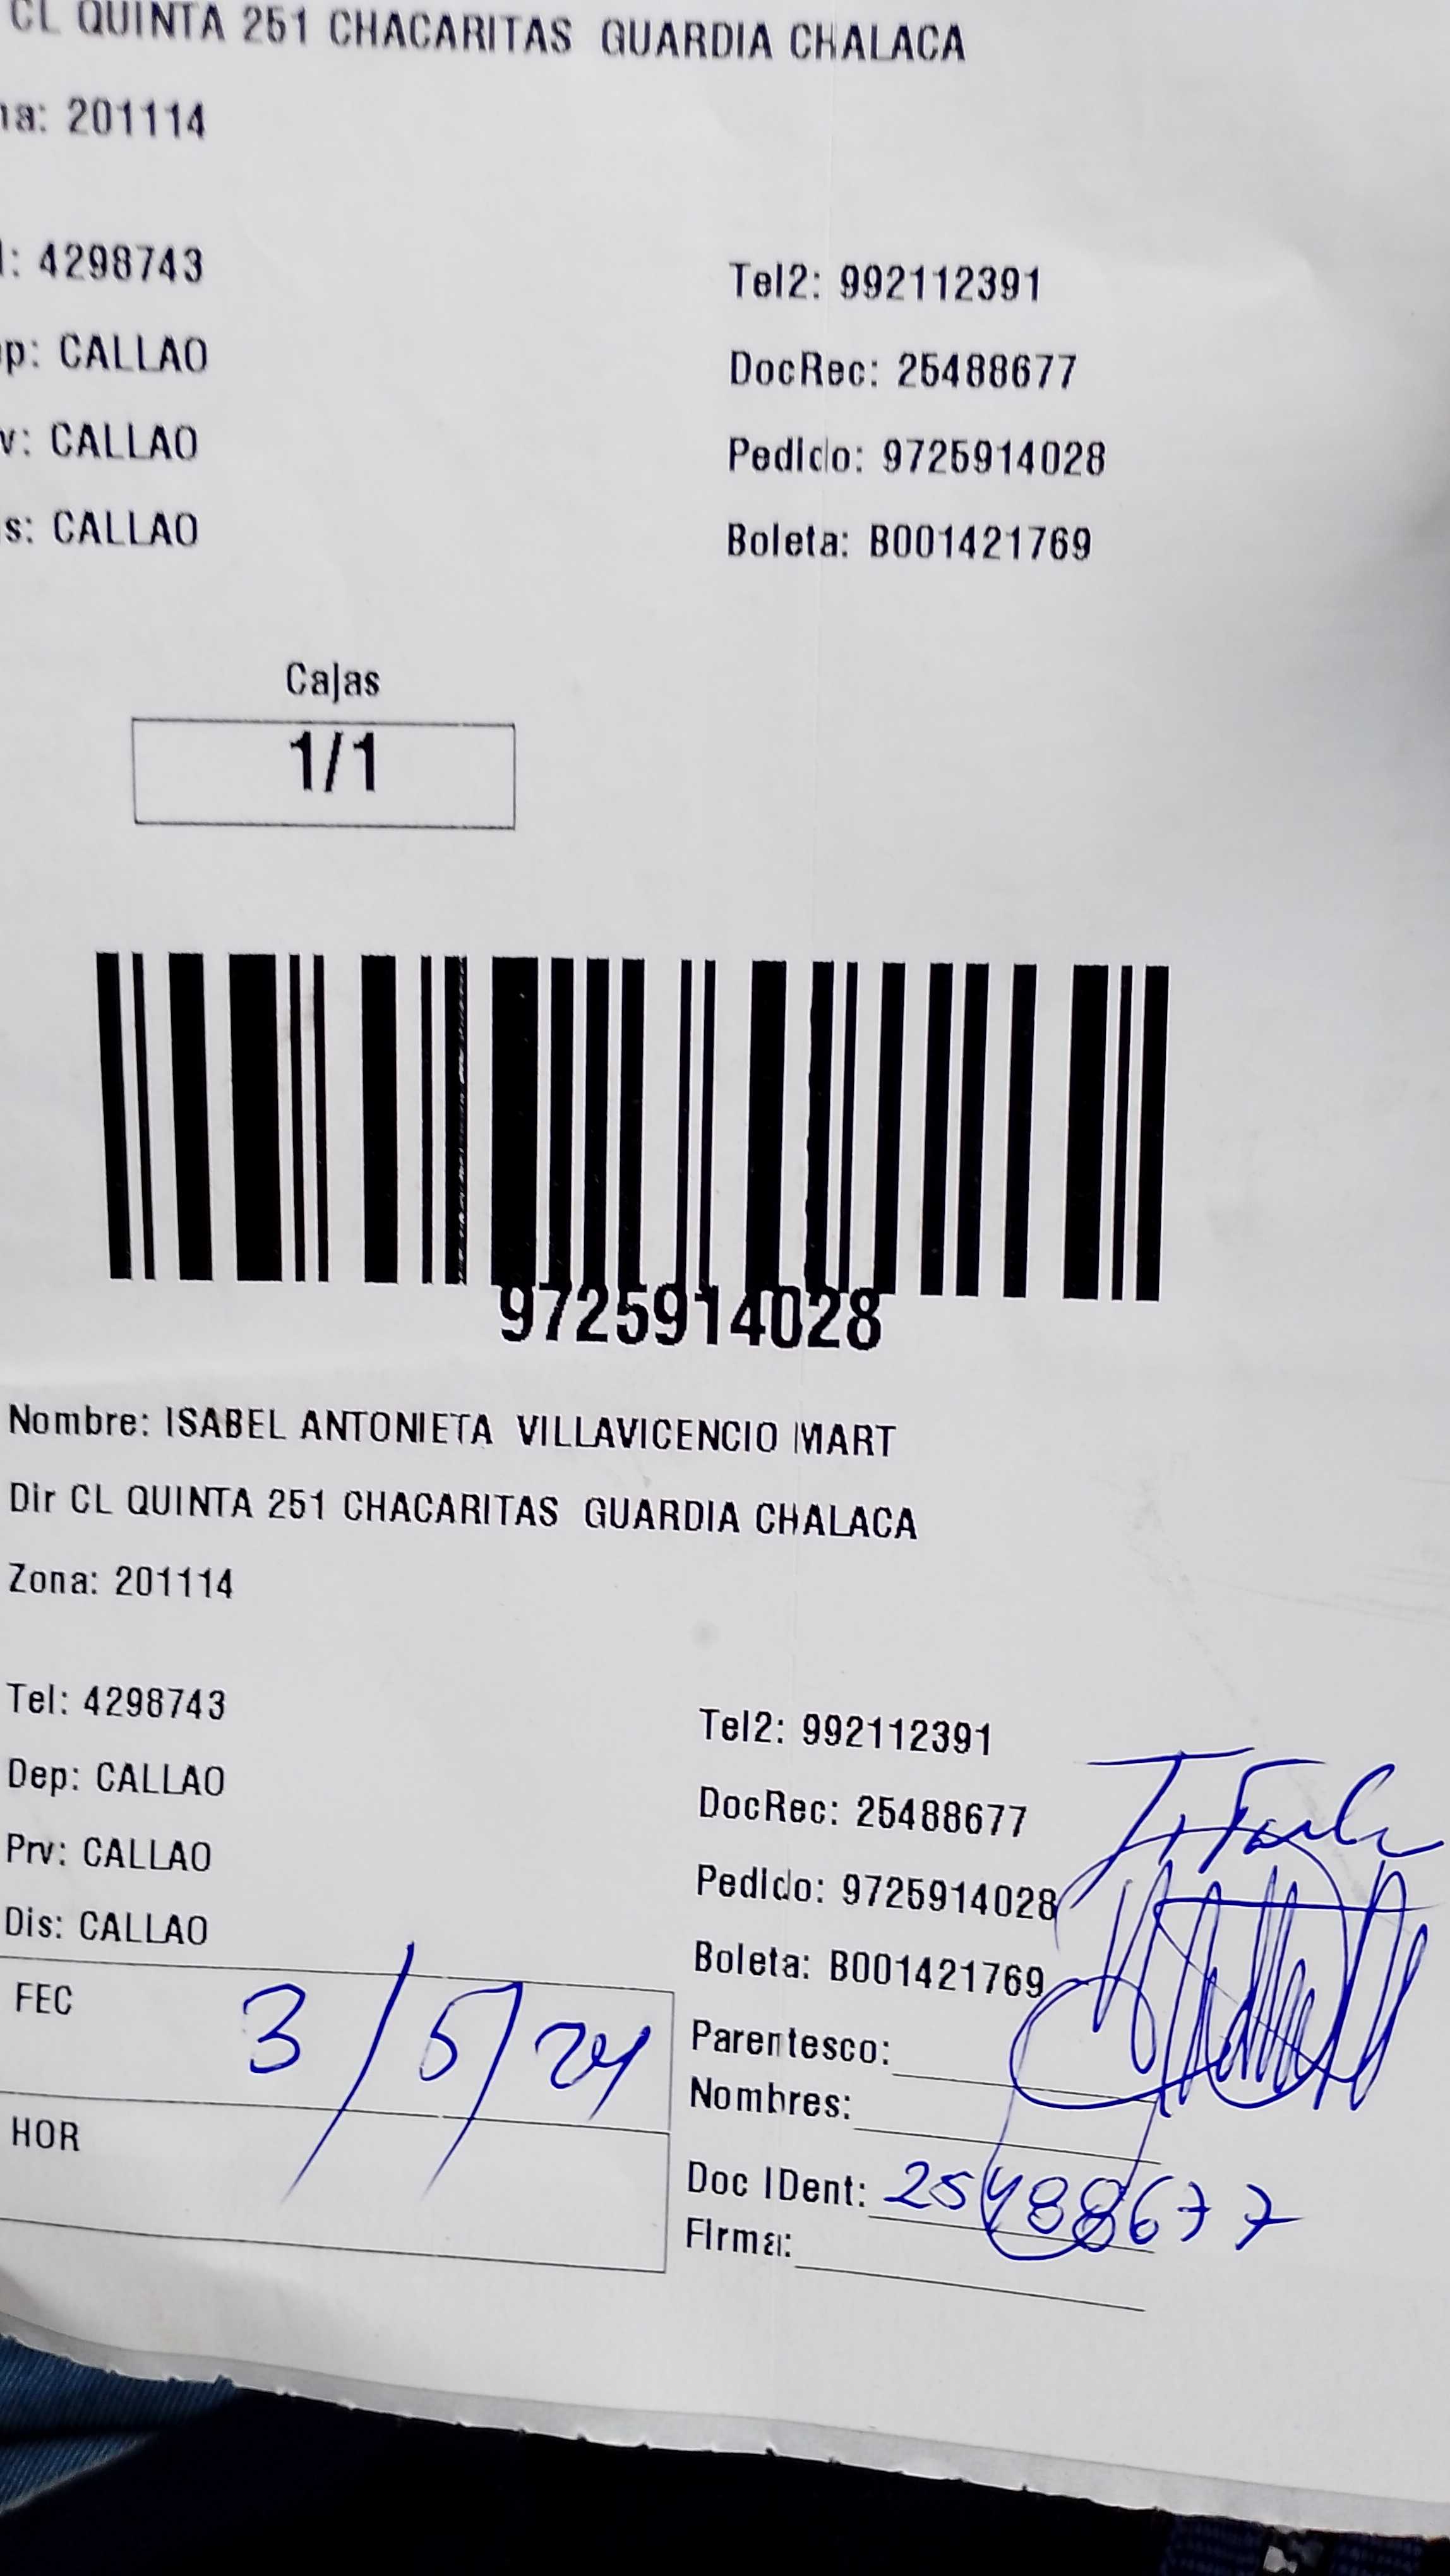 CL QUINTA 251 CHACARITAS GUARDIA CHALACA
na: 201114
l: 4298743
Tel2: 992112391
ep: CALLAO
DocRec: 25488677
v: CALLAO
Pedido: 9725914028
s: CALLAO
Boleta: B001421769
Cajas
1/1
9725914028
Nombre: ISABEL ANTONIETA VILLAVICENCIO MART
Dir CL QUINTA 251 CHACARITAS GUARDIA CHALACA
Zona: 201114
Tel: 4298743
Tel2: 992112391
Dep: CALLAO
DocRec: 25488677
Prv: CALLAO
Pedido: 9725914028
Dis: CALLAO
Boleta: B001421769
FEC 3/5/24
Parentesco:
Nombres:
HOR
Doc IDent: 25488677
Firma: